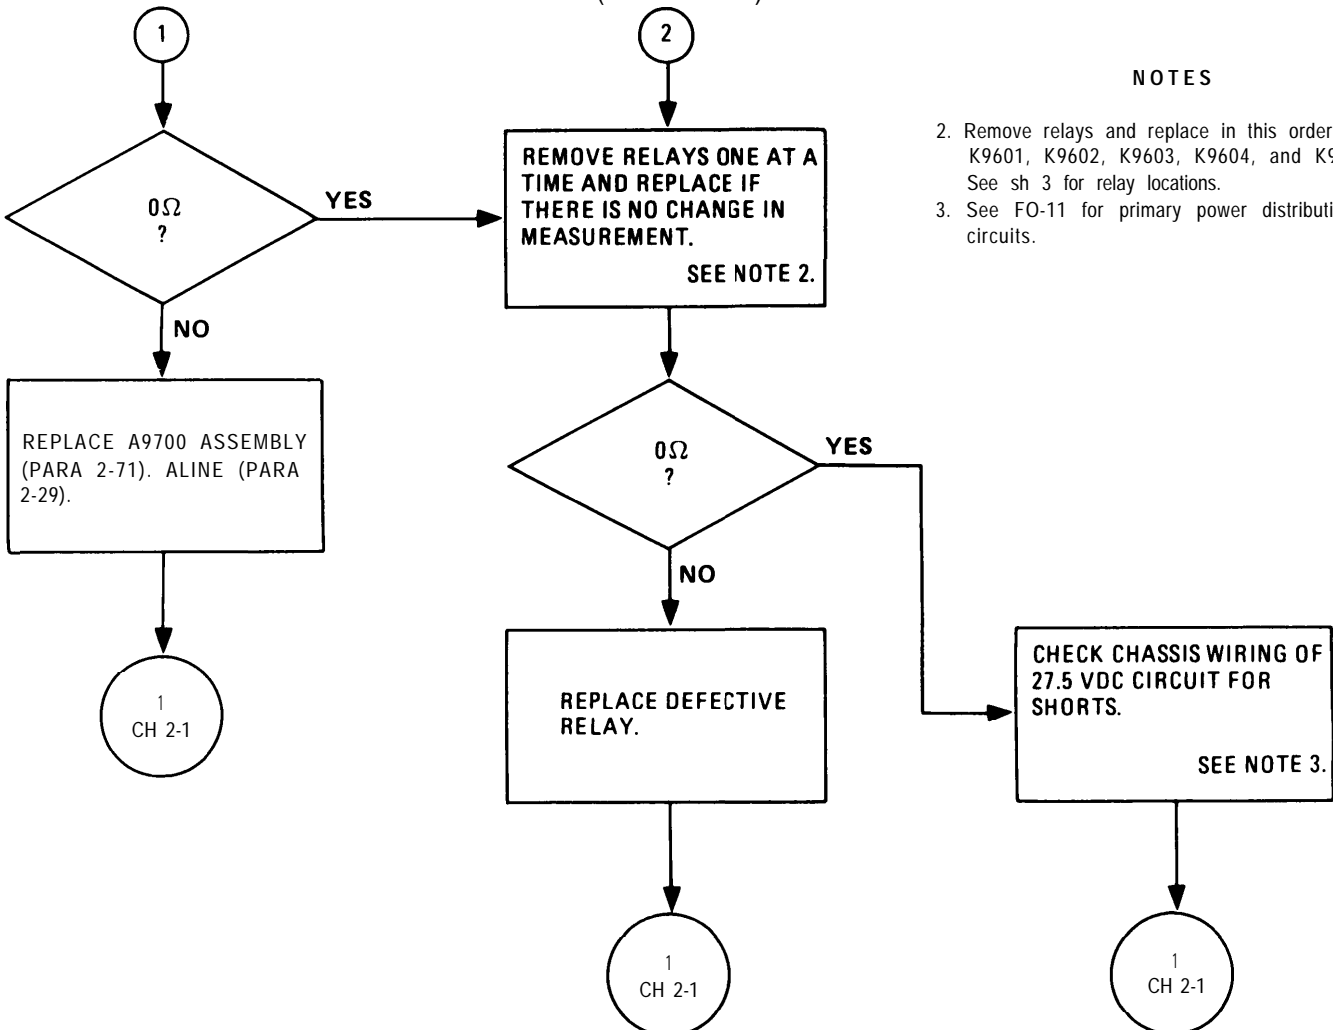 1
2
NOTES
2. Remove relays and replace in this order
K9601, K9602, K9603, K9604, and
See sh 3 for relay locations.
3. See FO-11 for primary power
circuits.
0Ω
?
YES
NO
REMOVE RELAYS ONE AT A
TIME AND REPLACE IF
THERE IS NO CHANGE IN
MEASUREMENT.
SEE NOTE 2.
REPLACE A9700 ASSEMBLY
(PARA 2-71). ALINE (PARA
2-29).
0Ω
?
YES
NO
1
CH 2-1
REPLACE DEFECTIVE
RELAY.
CHECK CHASSIS WIRING OF
27.5 VDC CIRCUIT FOR
SHORTS.
SEE NOTE 3.
1
CH 2-1
1
CH 2-1